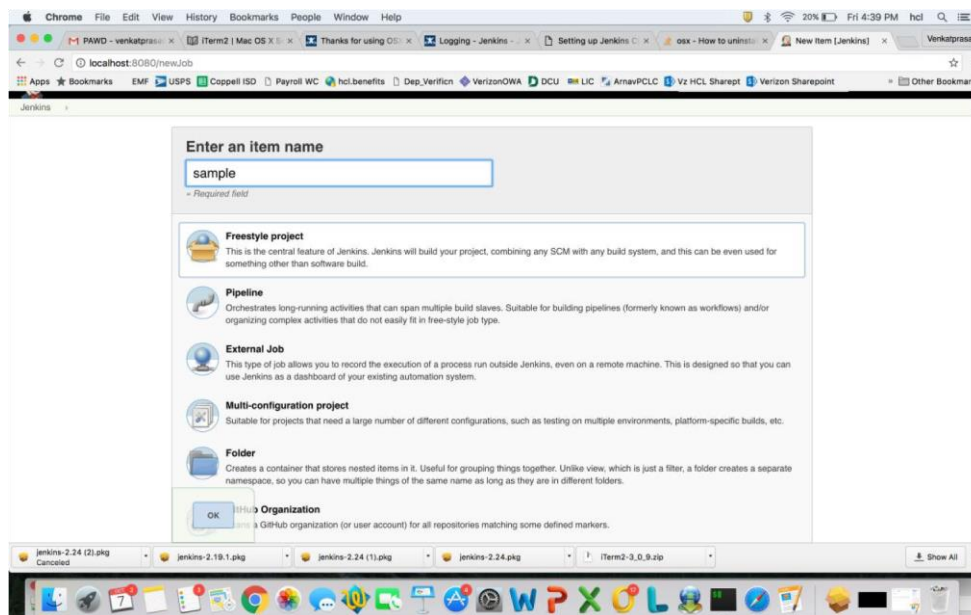 Chrome File Edit View History Bookmarks People Window Help 20% Fri 4:39 PM hcl
PAWD - venkatprasa iTerm2 | Mac OS X Thanks for using OS Logging - Jenkins - Setting up Jenkins C osx - How to uninsta New Item [Jenkins] Venkatpras
localhost:8080/newJob
Apps Bookmarks EMF USPS Coppell ISD Payroll WC hcl.benefits Dep_Verificn VerizonOWA DCU LIC ArnavPCLC Vz HCL Sharept Verizon Sharepoint » Other Bookmar
Jenkins
Enter an item name
sample
» Required field
Freestyle project
This is the central feature of Jenkins. Jenkins will build your project, combining any SCM with any build system, and this can be even used for
something other than software build.
Pipeline
Orchestrates long-running activities that can span multiple build slaves. Suitable for building pipelines (formerly known as workflows) and/or
organizing complex activities that do not easily fit in free-style job type.
External Job
This type of job allows you to record the execution of a process run outside Jenkins, even on a remote machine. This is designed so that you can
use Jenkins as a dashboard of your existing automation system.
Multi-configuration project
Suitable for projects that need a large number of different configurations, such as testing on multiple environments, platform-specific builds, etc.
Folder
Creates a container that stores nested items in it. Useful for grouping things together. Unlike view, which is just a filter, a folder creates a separate
namespace, so you can have multiple things of the same name as long as they are in different folders.
OK
Organization
a GitHub organization (or user account) for all repositories matching some defined markers.
jenkins-2.24 (2).pkg jenkins-2.19.1.pkg jenkins-2.24 (1).pkg jenkins-2.24.pkg iTerm2-3_0_9.zip Show All
Canceled